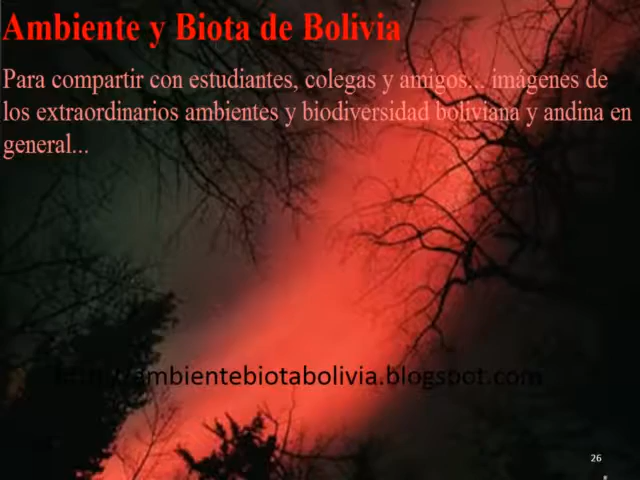 Ambiente y Biota de Bolivia
Para compartir con estudiantes, colegas y amigos... imágenes de
los extraordinarios ambientes y biodiversidad boliviana y andina en
general...
http://ambientebiotabolivia.blogspot.com
26